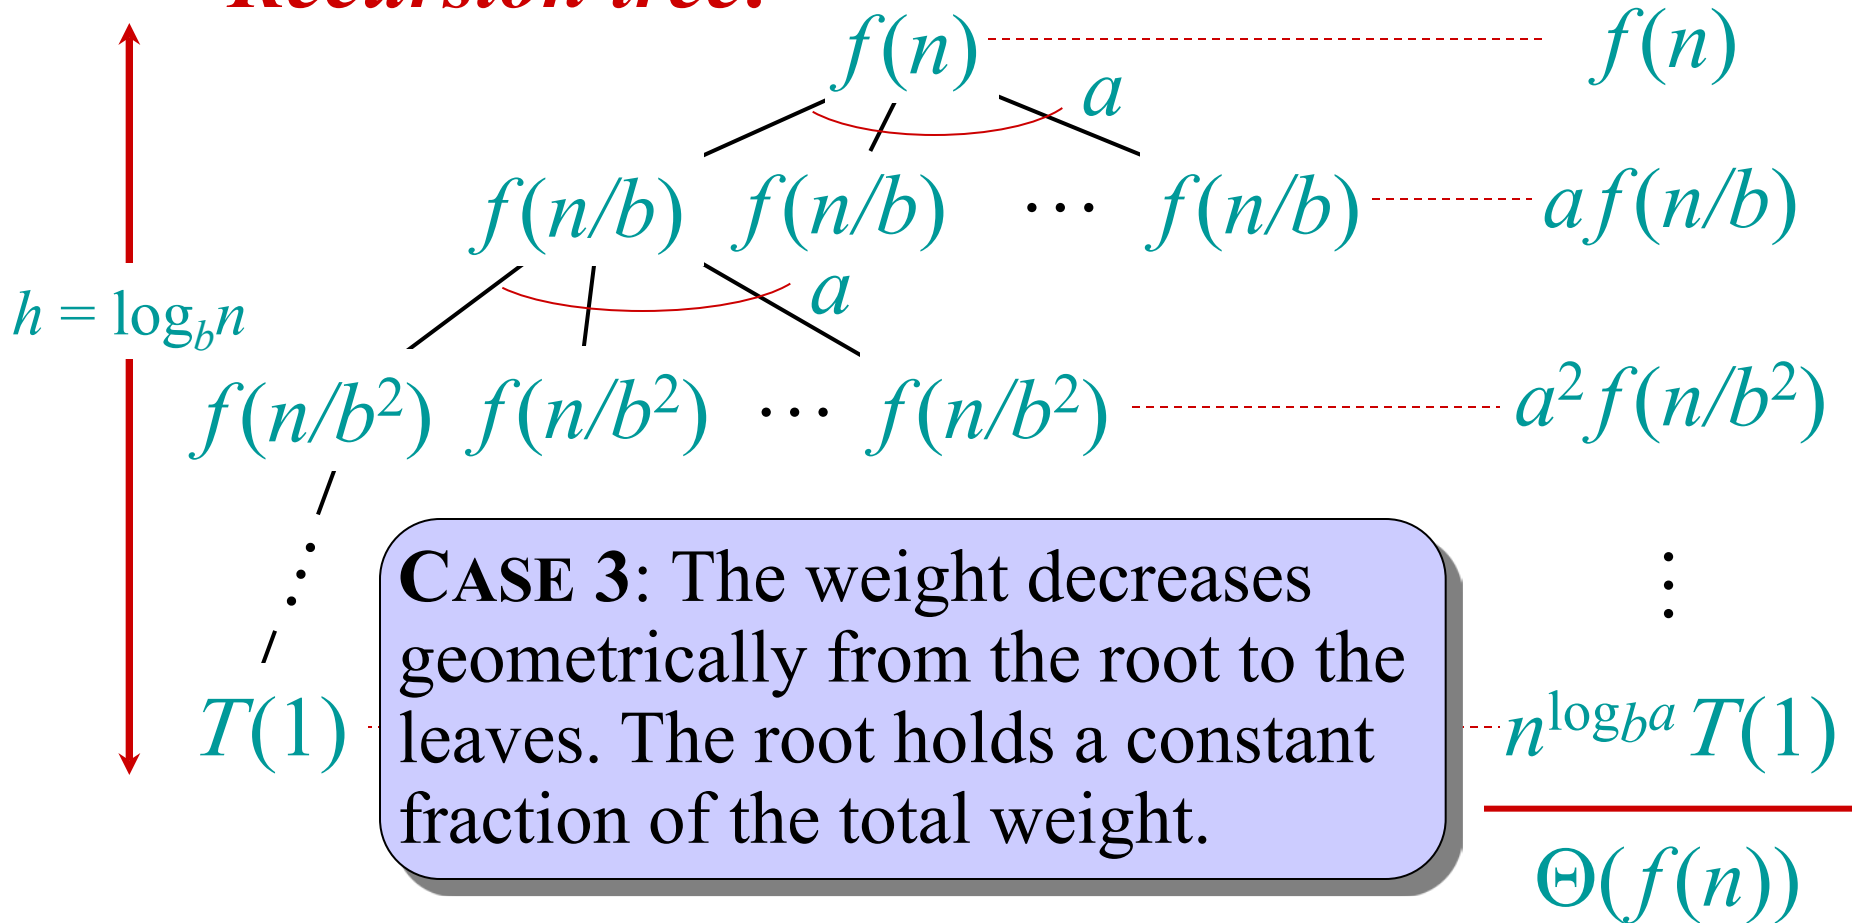 Recursion tree:
f(n) f(n)
a
f(n/b) f(n/b) … f(n/b) a f(n/b)
a
h = log_b n
f(n/b²) f(n/b²) … f(n/b²) a² f(n/b²)
CASE 3: The weight decreases
geometrically from the root to the
leaves. The root holds a constant
fraction of the total weight.
T(1) n^{log_b a} T(1)
Θ(f(n))